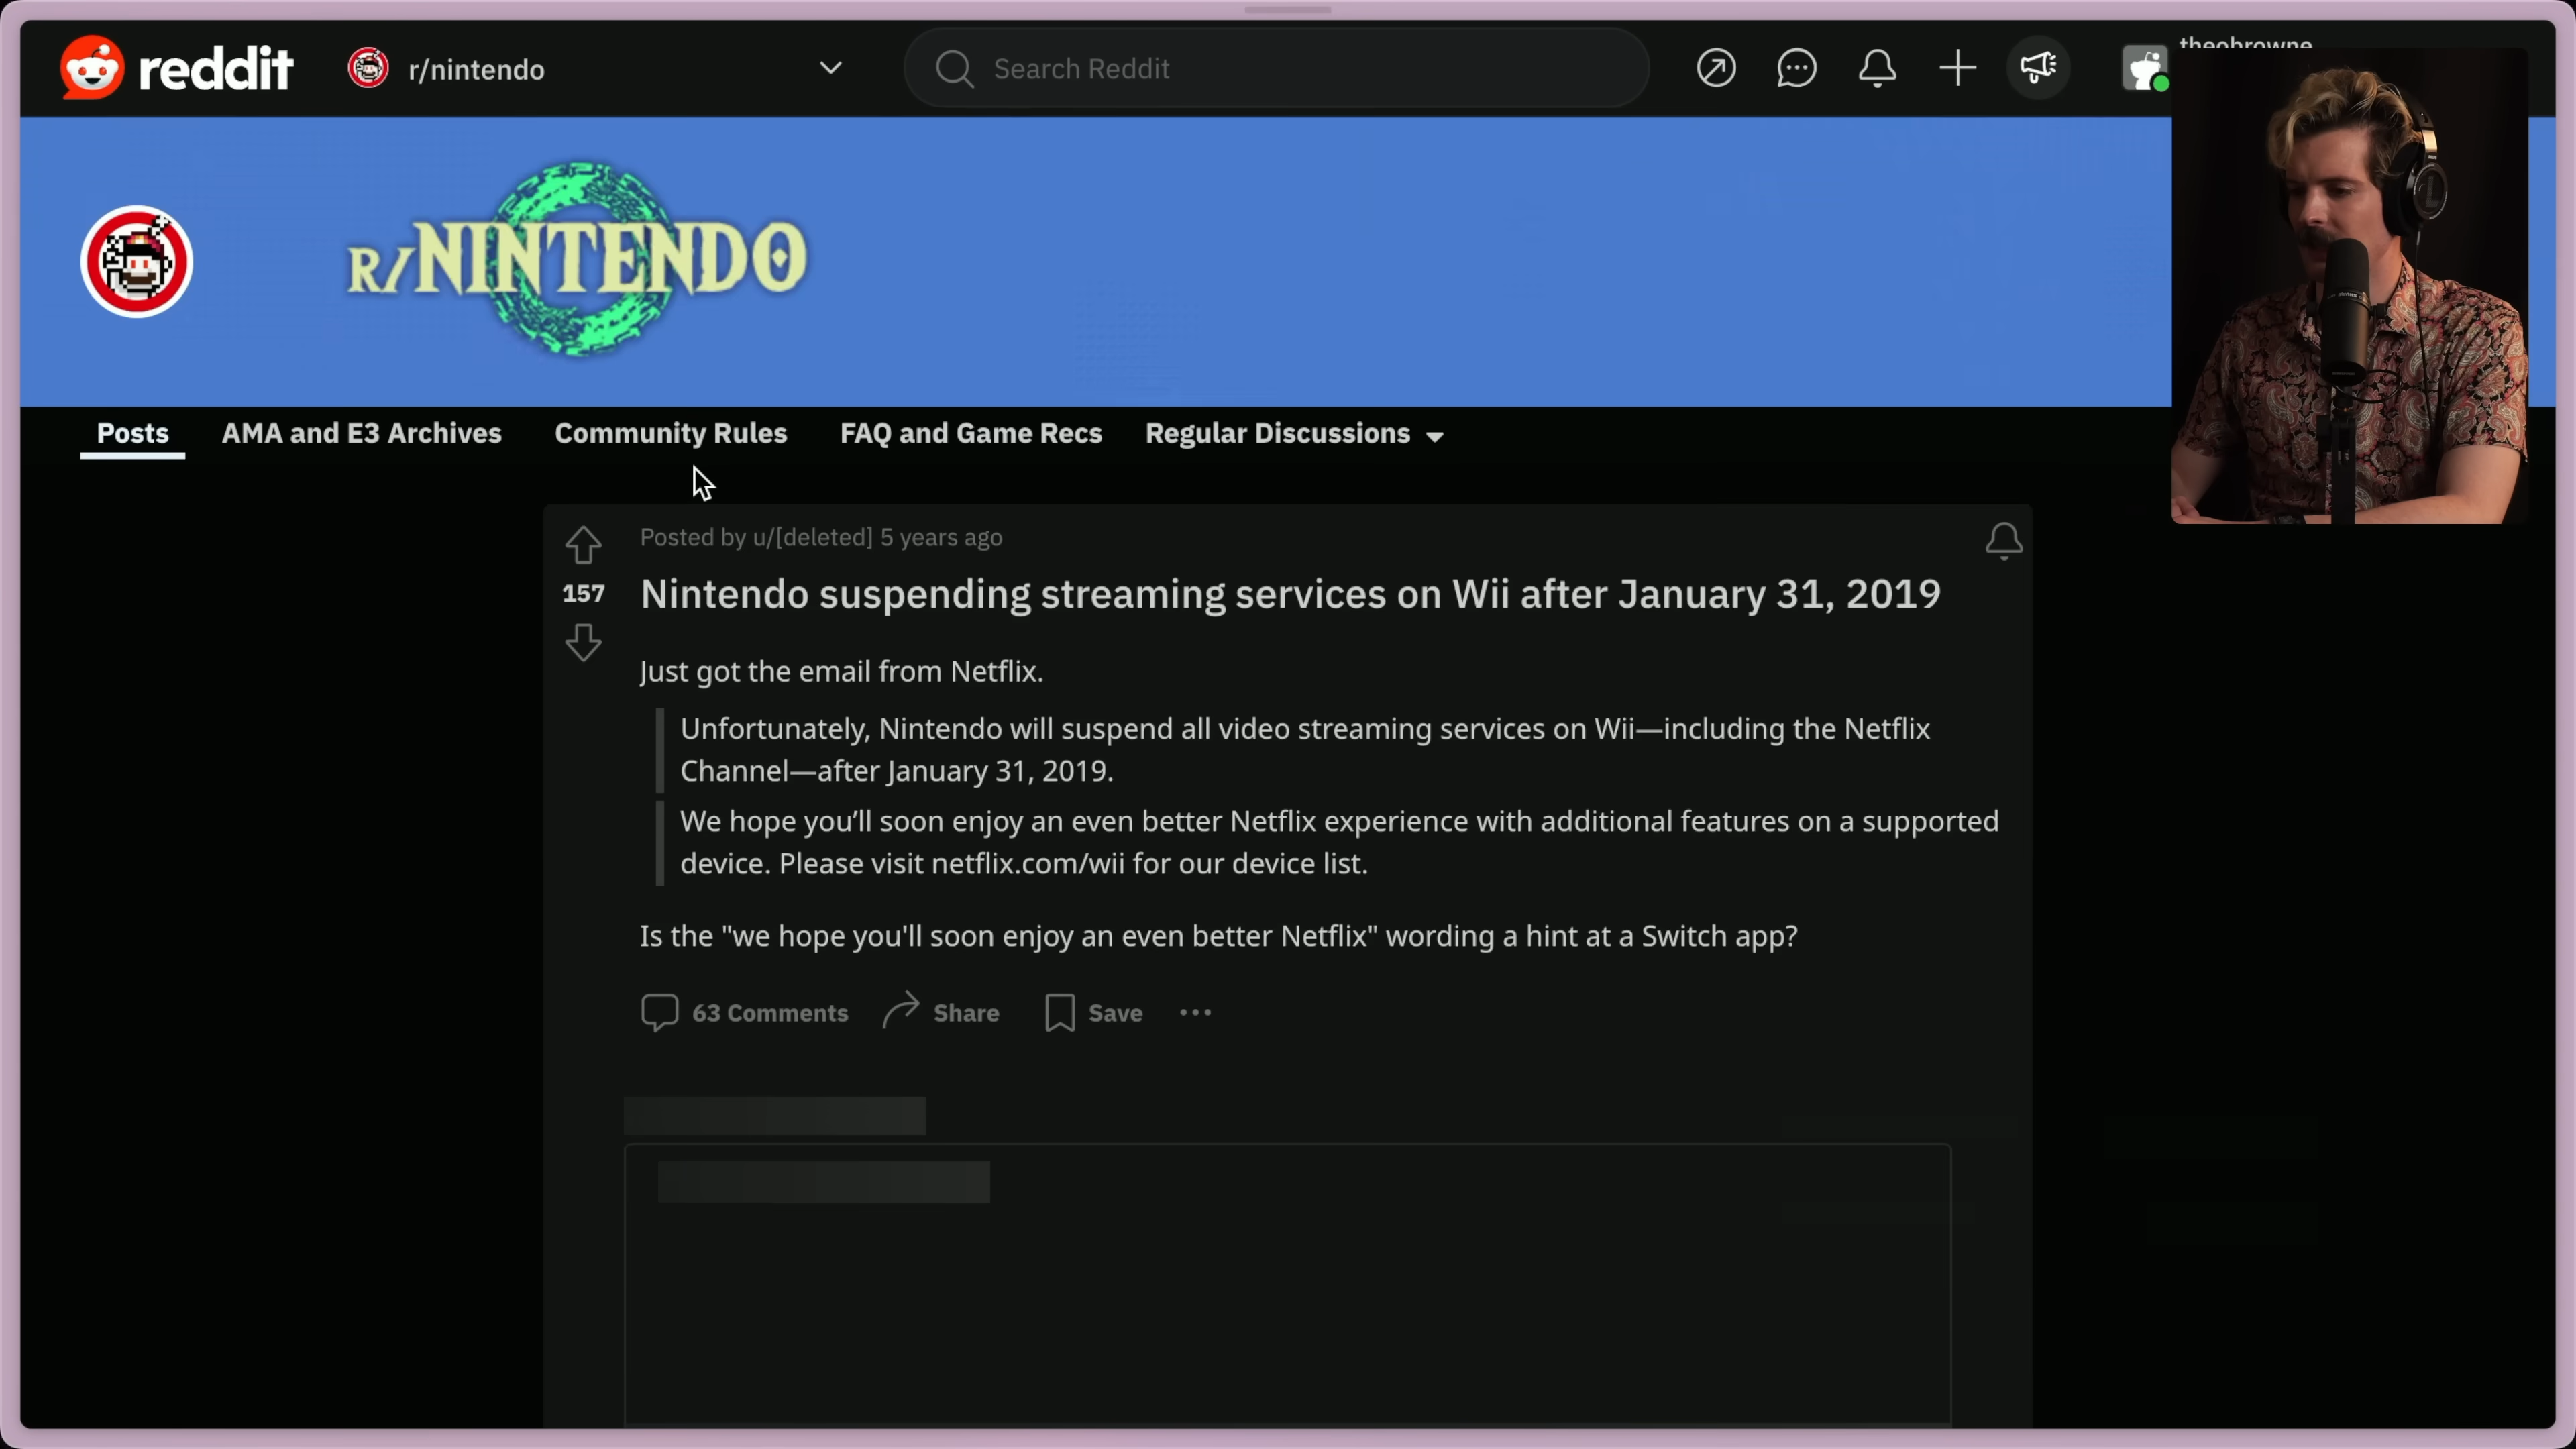 reddit
r/nintendo
Search Reddit
theobrowne
R/NINTENDO
Posts
AMA and E3 Archives
Community Rules
FAQ and Game Recs
Regular Discussions
Posted by u/[deleted] 5 years ago
157
Nintendo suspending streaming services on Wii after January 31, 2019
Just got the email from Netflix.
Unfortunately, Nintendo will suspend all video streaming services on Wii—including the Netflix
Channel—after January 31, 2019.
We hope you’ll soon enjoy an even better Netflix experience with additional features on a supported
device. Please visit netflix.com/wii for our device list.
Is the "we hope you'll soon enjoy an even better Netflix" wording a hint at a Switch app?
63 Comments
Share
Save